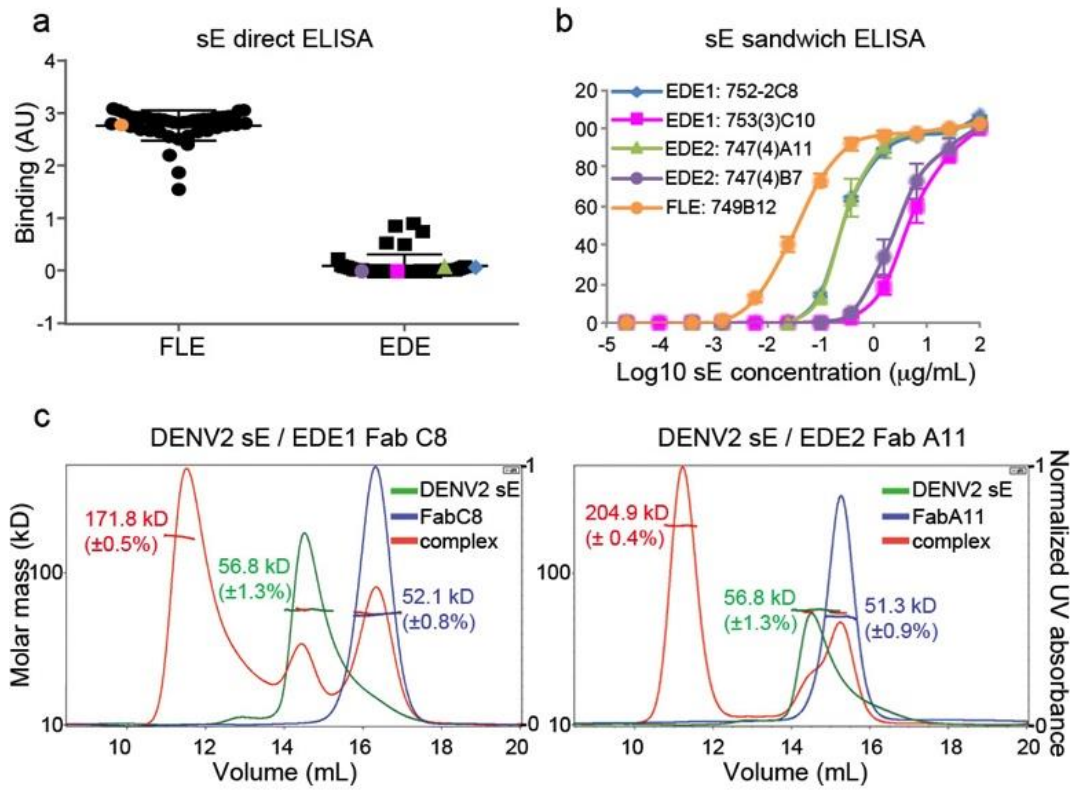 a
sE direct ELISA
4
3
2
1
0
-1
Binding (AU)
FLE
EDE
b
sE sandwich ELISA
20
00
80
60
40
20
0
EDE1: 752-2C8
EDE1: 753(3)C10
EDE2: 747(4)A11
EDE2: 747(4)B7
FLE: 749B12
-5 -4 -3 -2 -1 0 1 2
Log10 sE concentration (μg/mL)
c
DENV2 sE / EDE1 Fab C8
Molar mass (kD)
100
10
171.8 kD
(±0.5%)
56.8 kD
(±1.3%)
52.1 kD
(±0.8%)
DENV2 sE
FabC8
complex
1
0
10 12 14 16 18 20
Volume (mL)
DENV2 sE / EDE2 Fab A11
100
10
204.9 kD
(± 0.4%)
56.8 kD
(±1.3%)
51.3 kD
(±0.9%)
DENV2 sE
FabA11
complex
1
0
10 12 14 16 18 20
Volume (mL)
Normalized UV absorbance